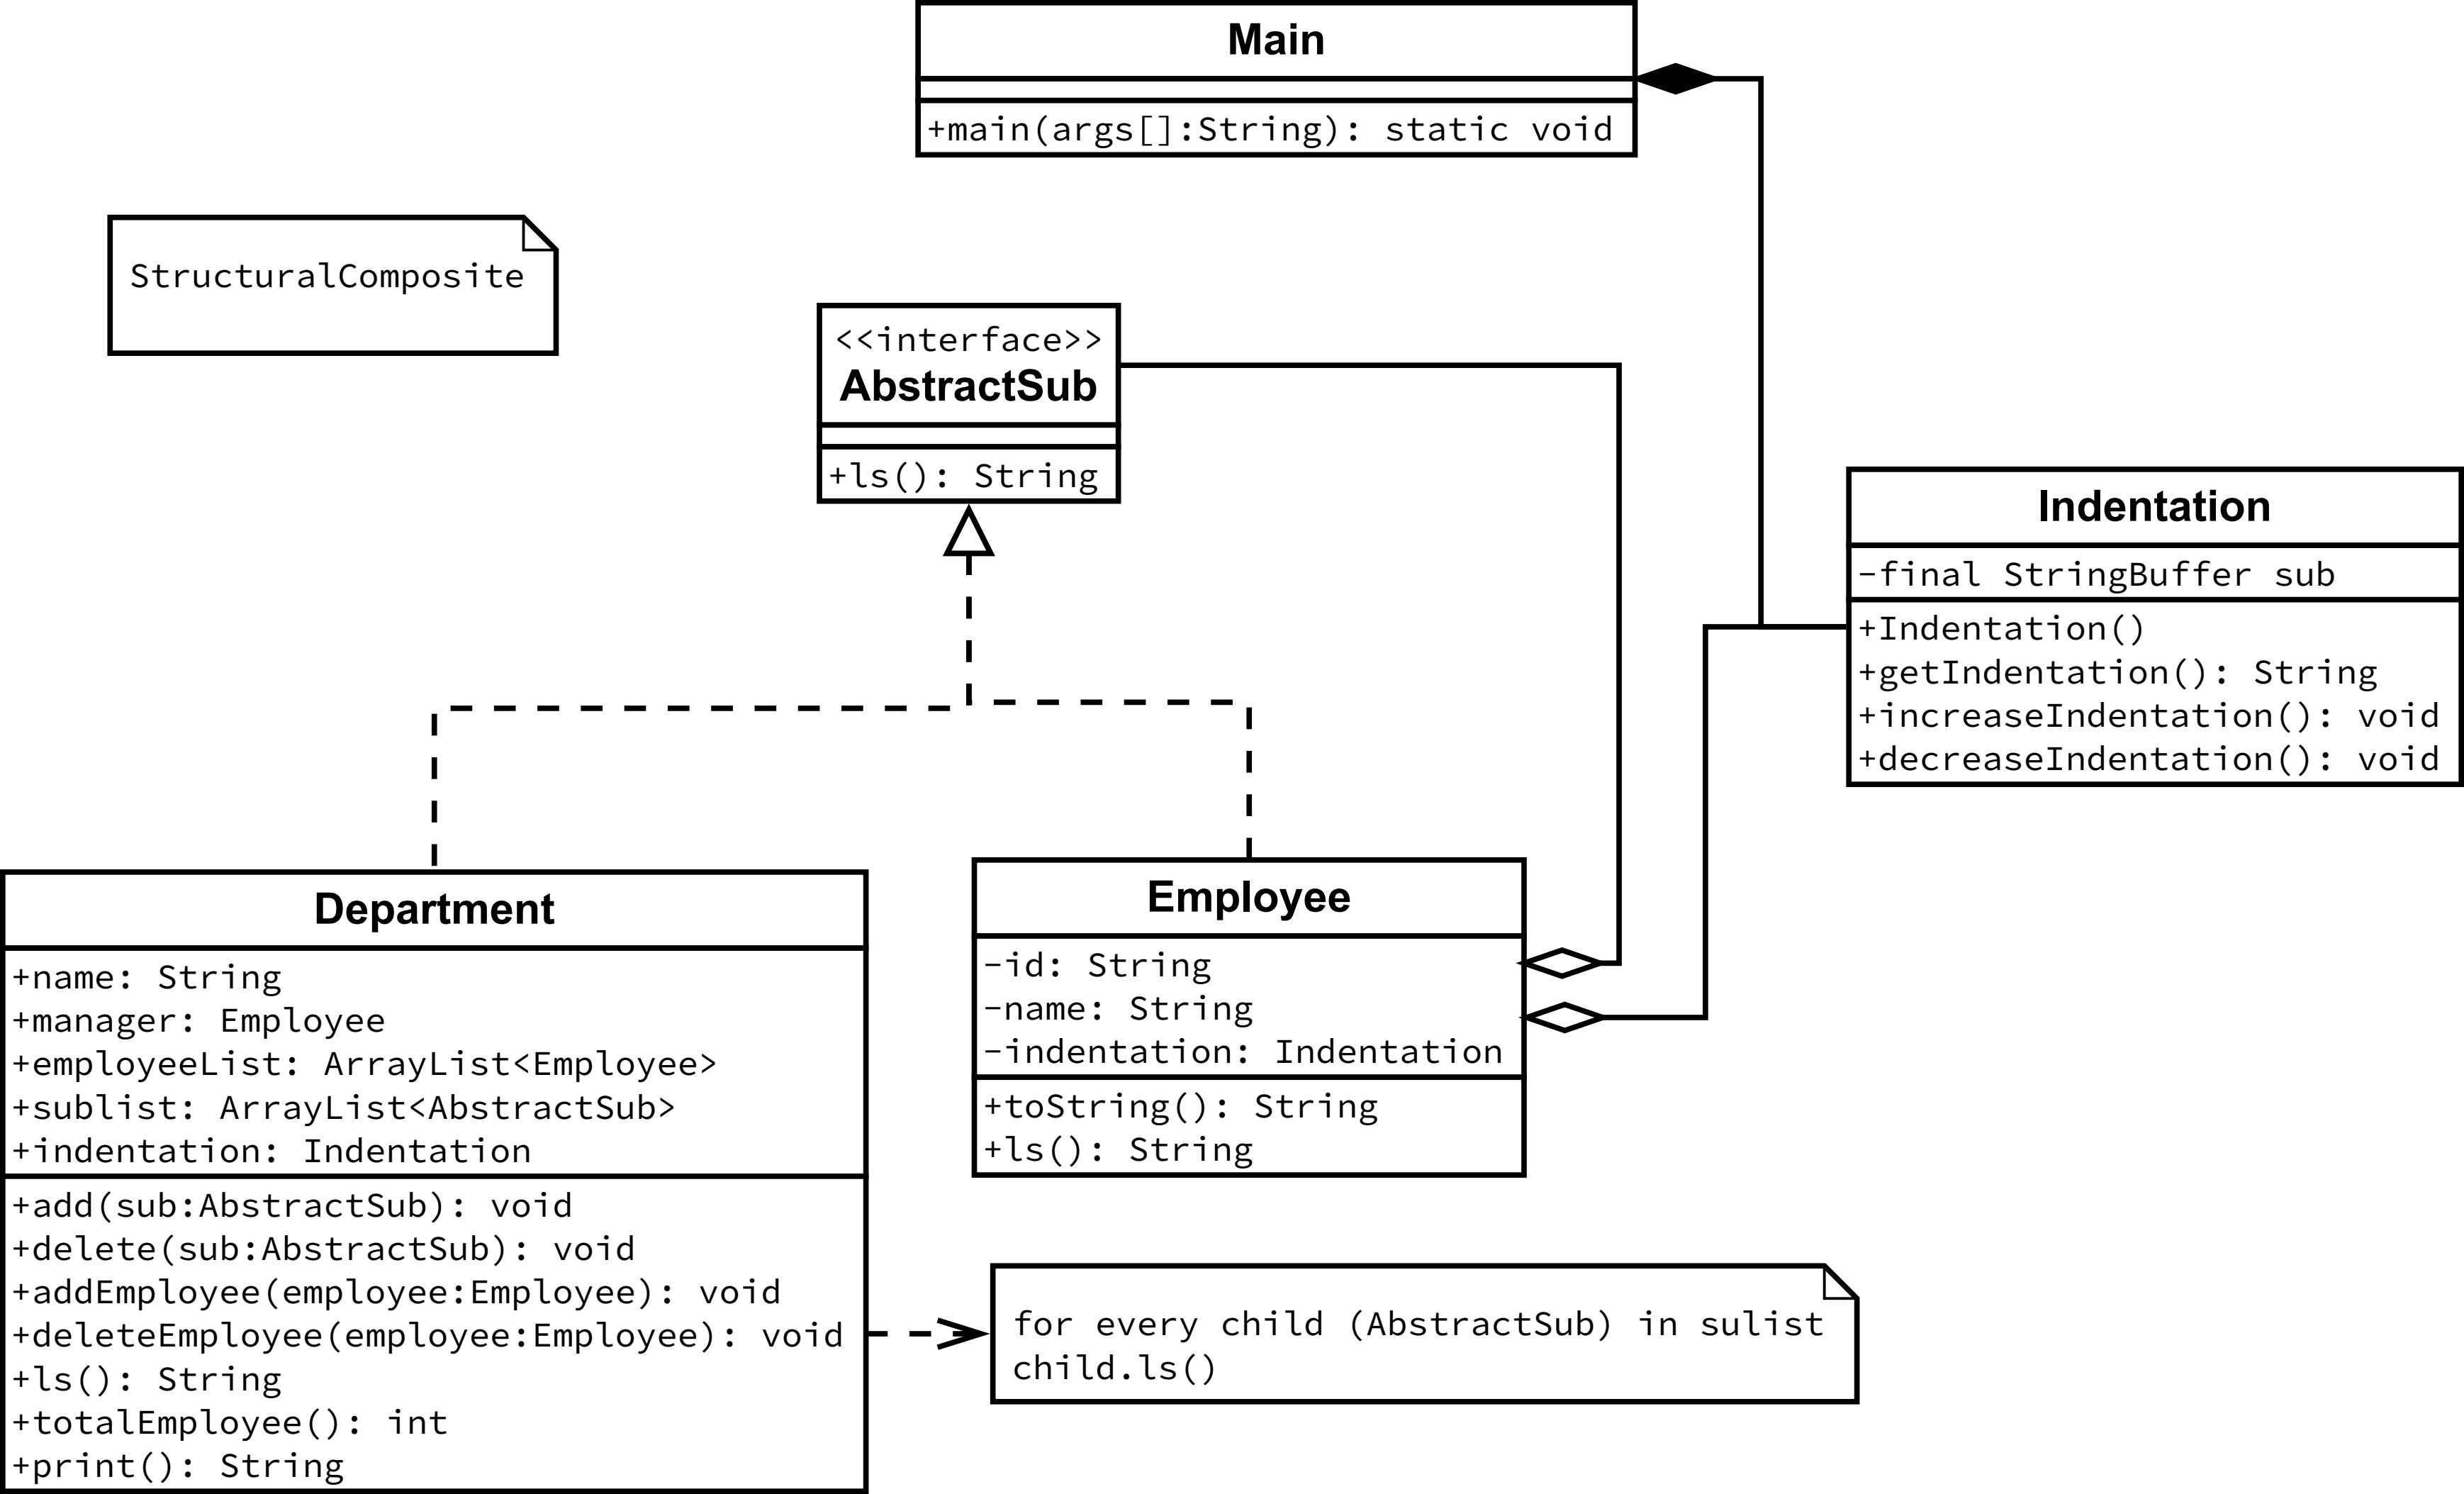 Main
+main(args[]:String): static void
StructuralComposite
<<interface>>
AbstractSub
+ls(): String
Indentation
-final StringBuffer sub
+Indentation()
+getIndentation(): String
+increaseIndentation(): void
+decreaseIndentation(): void
Department
+name: String
+manager: Employee
+employeeList: ArrayList<Employee>
+sublist: ArrayList<AbstractSub>
+indentation: Indentation
+add(sub:AbstractSub): void
+delete(sub:AbstractSub): void
+addEmployee(employee:Employee): void
+deleteEmployee(employee:Employee): void
+ls(): String
+totalEmployee(): int
+print(): String
Employee
-id: String
-name: String
-indentation: Indentation
+toString(): String
+ls(): String
for every child (AbstractSub) in sulist
child.ls()